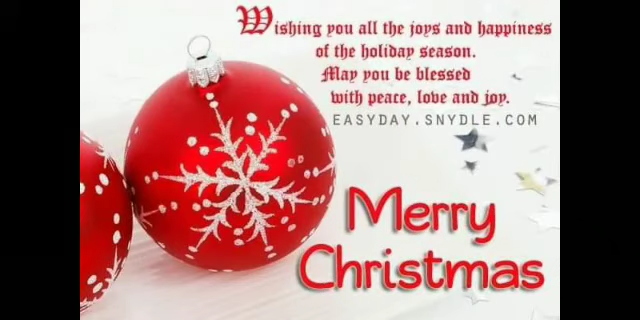 Wishing you all the joys and happiness
of the holiday season.
May you be blessed
with peace, love and joy.
EASYDAY.SNYDLE.COM
Merry
Christmas